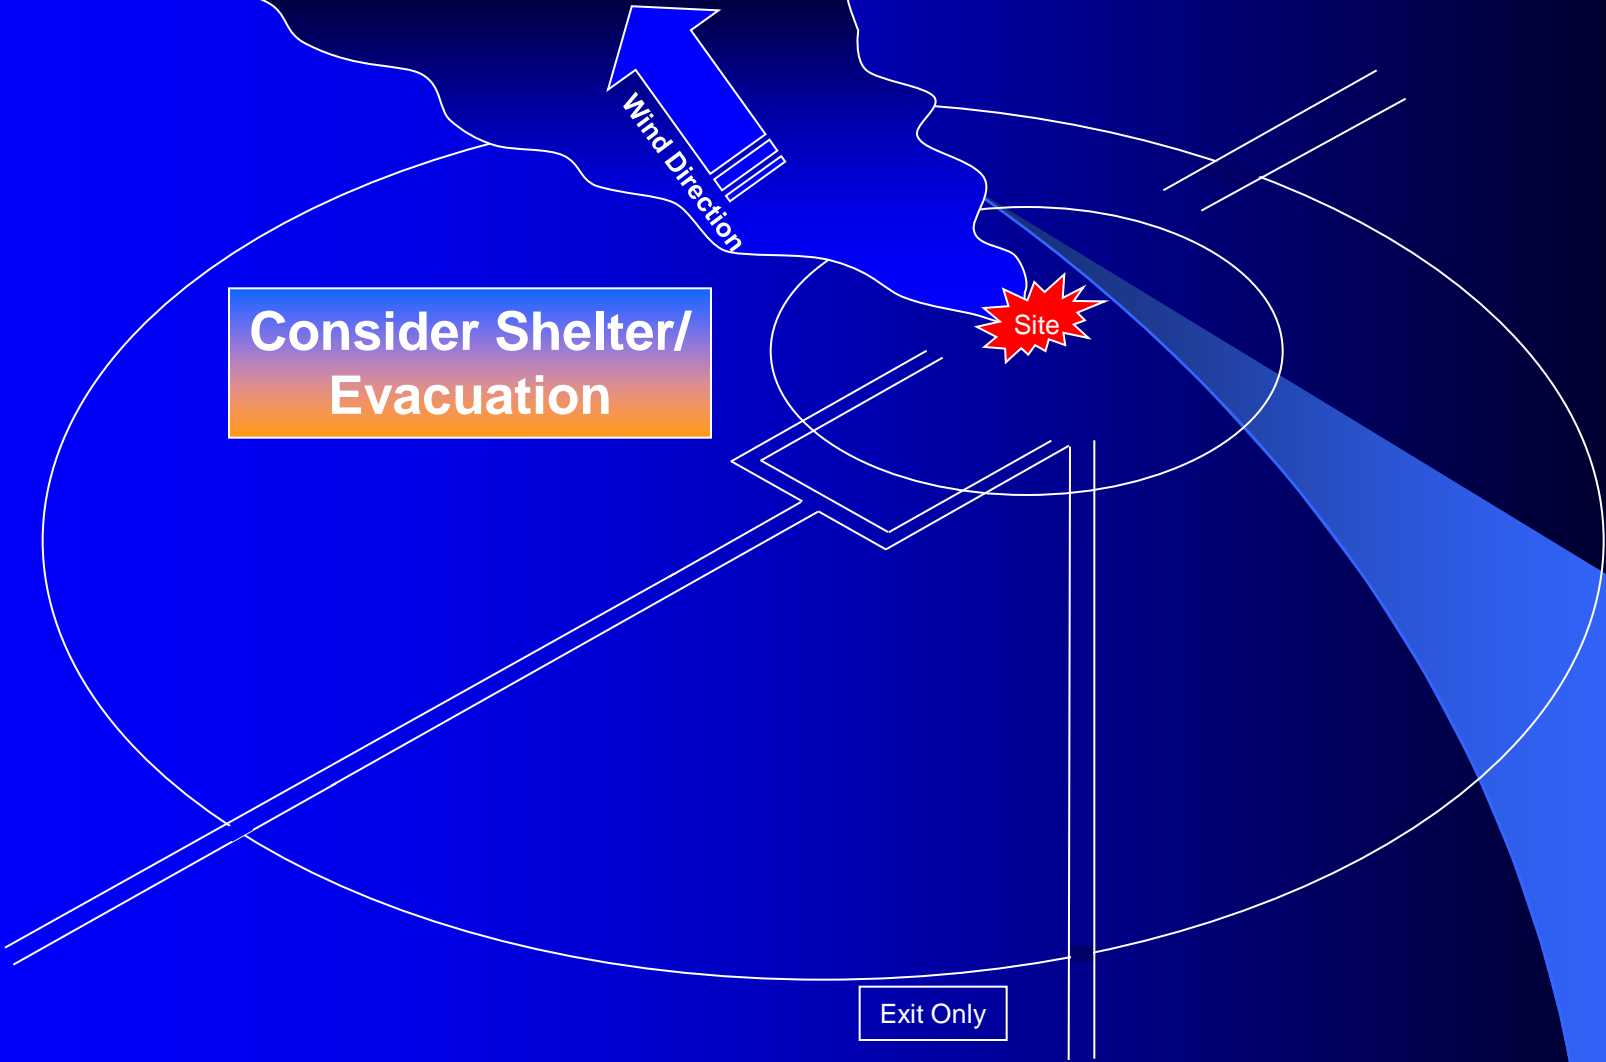 Wind Direction
Site
Consider Shelter/
Evacuation
Exit Only